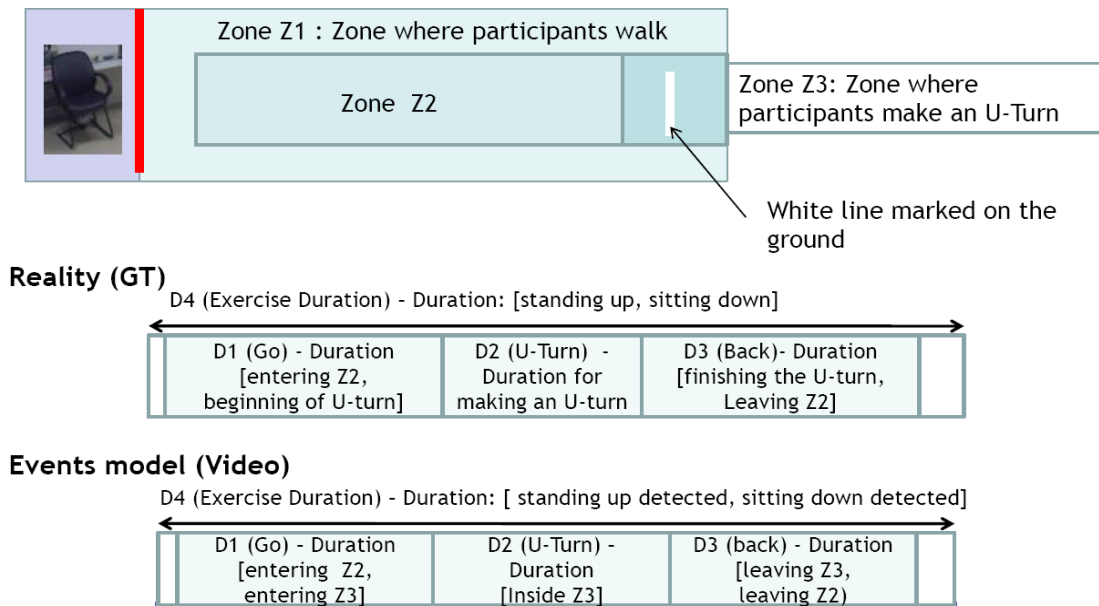 Zone Z1 : Zone where participants walk
Zone Z2
Zone Z3: Zone where
participants make an U-Turn
White line marked on the
ground
Reality (GT)
D4 (Exercise Duration) – Duration: [standing up, sitting down]
D1 (Go) - Duration
[entering Z2,
beginning of U-turn]
D2 (U-Turn) -
Duration for
making an U-turn
D3 (Back)- Duration
[finishing the U-turn,
Leaving Z2]
Events model (Video)
D4 (Exercise Duration) – Duration: [ standing up detected, sitting down detected]
D1 (Go) – Duration
[entering Z2,
entering Z3]
D2 (U-Turn) –
Duration
[Inside Z3]
D3 (back) - Duration
[leaving Z3,
leaving Z2)